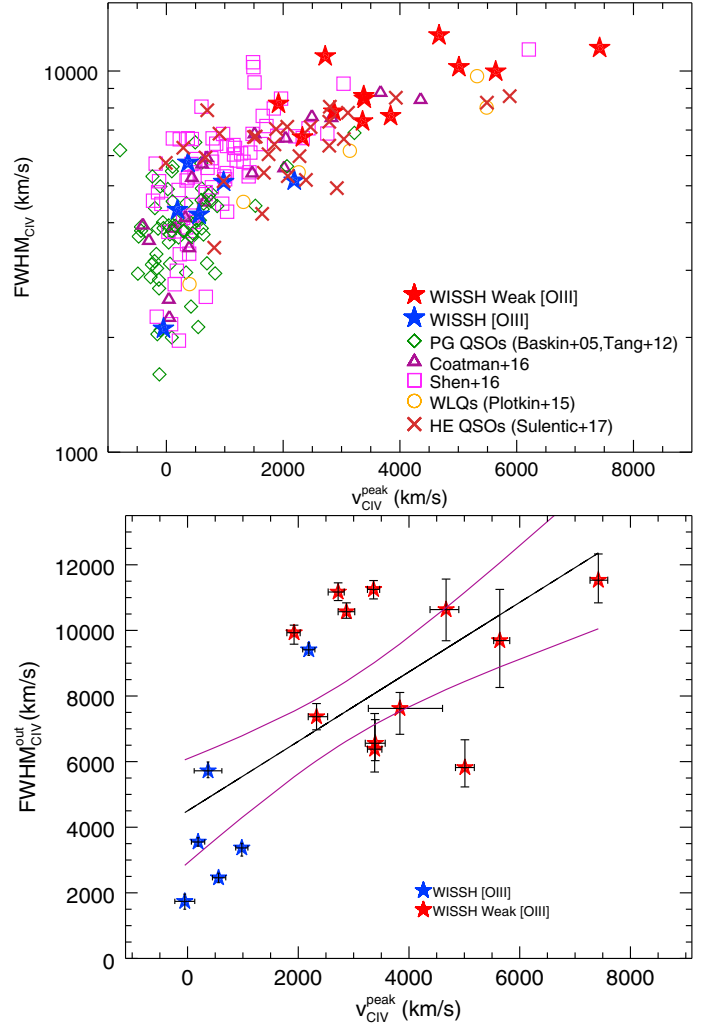 10000
FWHM_CIV (km/s)
WISSH Weak [OIII]
WISSH [OIII]
PG QSOs (Baskin+05,Tang+12)
Coatman+16
Shen+16
WLQs (Plotkin+15)
HE QSOs (Sulentic+17)
1000
0 2000 4000 6000 8000
v_CIV^peak (km/s)
12000
10000
8000
FWHM_CIV^out (km/s)
6000
4000
2000
WISSH [OIII]
WISSH Weak [OIII]
0
0 2000 4000 6000 8000
v_CIV^peak (km/s)